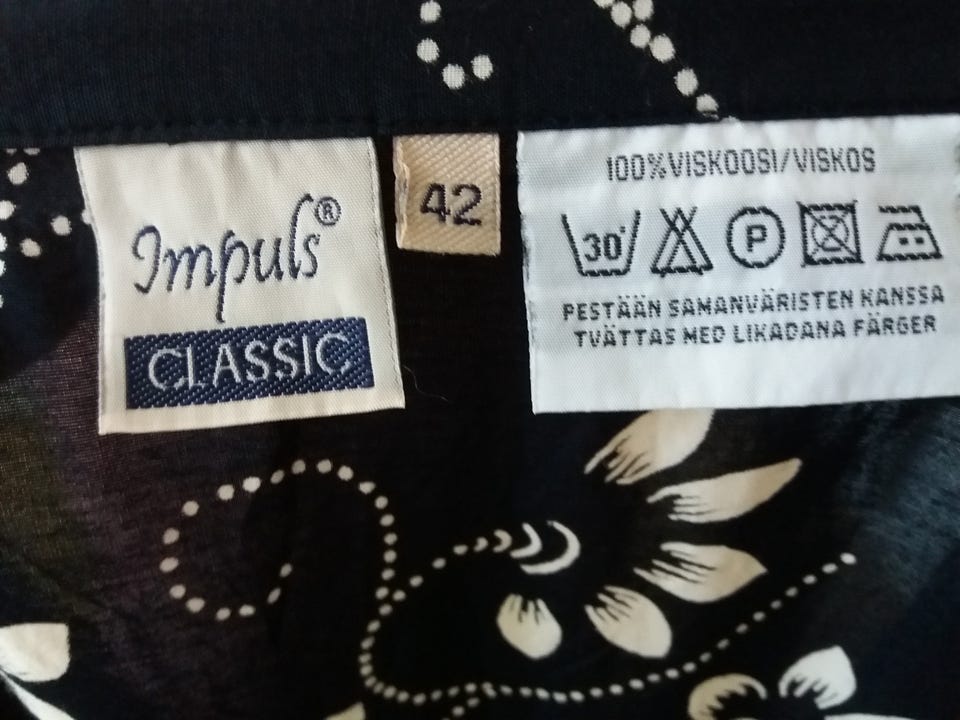 Impuls®
CLASSIC
42
100%VISKOOSI/VISKOS
30° P
PESTÄÄN SAMANVÄRISTEN KANSSA
TVÄTTAS MED LIKADANA FÄRGER